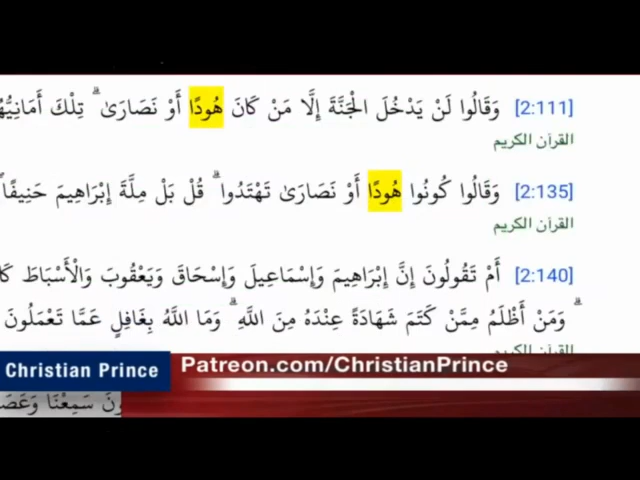 [2:111] وَقَالُوا لَنْ يَدْخُلَ الْجَنَّةَ إِلَّا مَنْ كَانَ هُودًا أَوْ نَصَارَىٰ ۗ تِلْكَ
القرآن الكريم
[2:135] وَقَالُوا كُونُوا هُودًا أَوْ نَصَارَىٰ تَهْتَدُوا ۗ قُلْ بَلْ مِلَّةَ إِبْرَاهِيمَ حَنِيفًا
القرآن الكريم
[2:140] أَمْ تَقُولُونَ إِنَّ إِبْرَاهِيمَ وَإِسْمَاعِيلَ وَإِسْحَاقَ وَيَعْقُوبَ وَالْأَسْبَاطَ
ۗ وَمَنْ أَظْلَمُ مِمَّنْ كَتَمَ شَهَادَةً عِنْدَهُ مِنَ اللَّهِ ۗ وَمَا اللَّهُ بِغَافِلٍ عَمَّا تَعْمَلُونَ
Christian Prince
Patreon.com/ChristianPrince
سَمِعْنَا